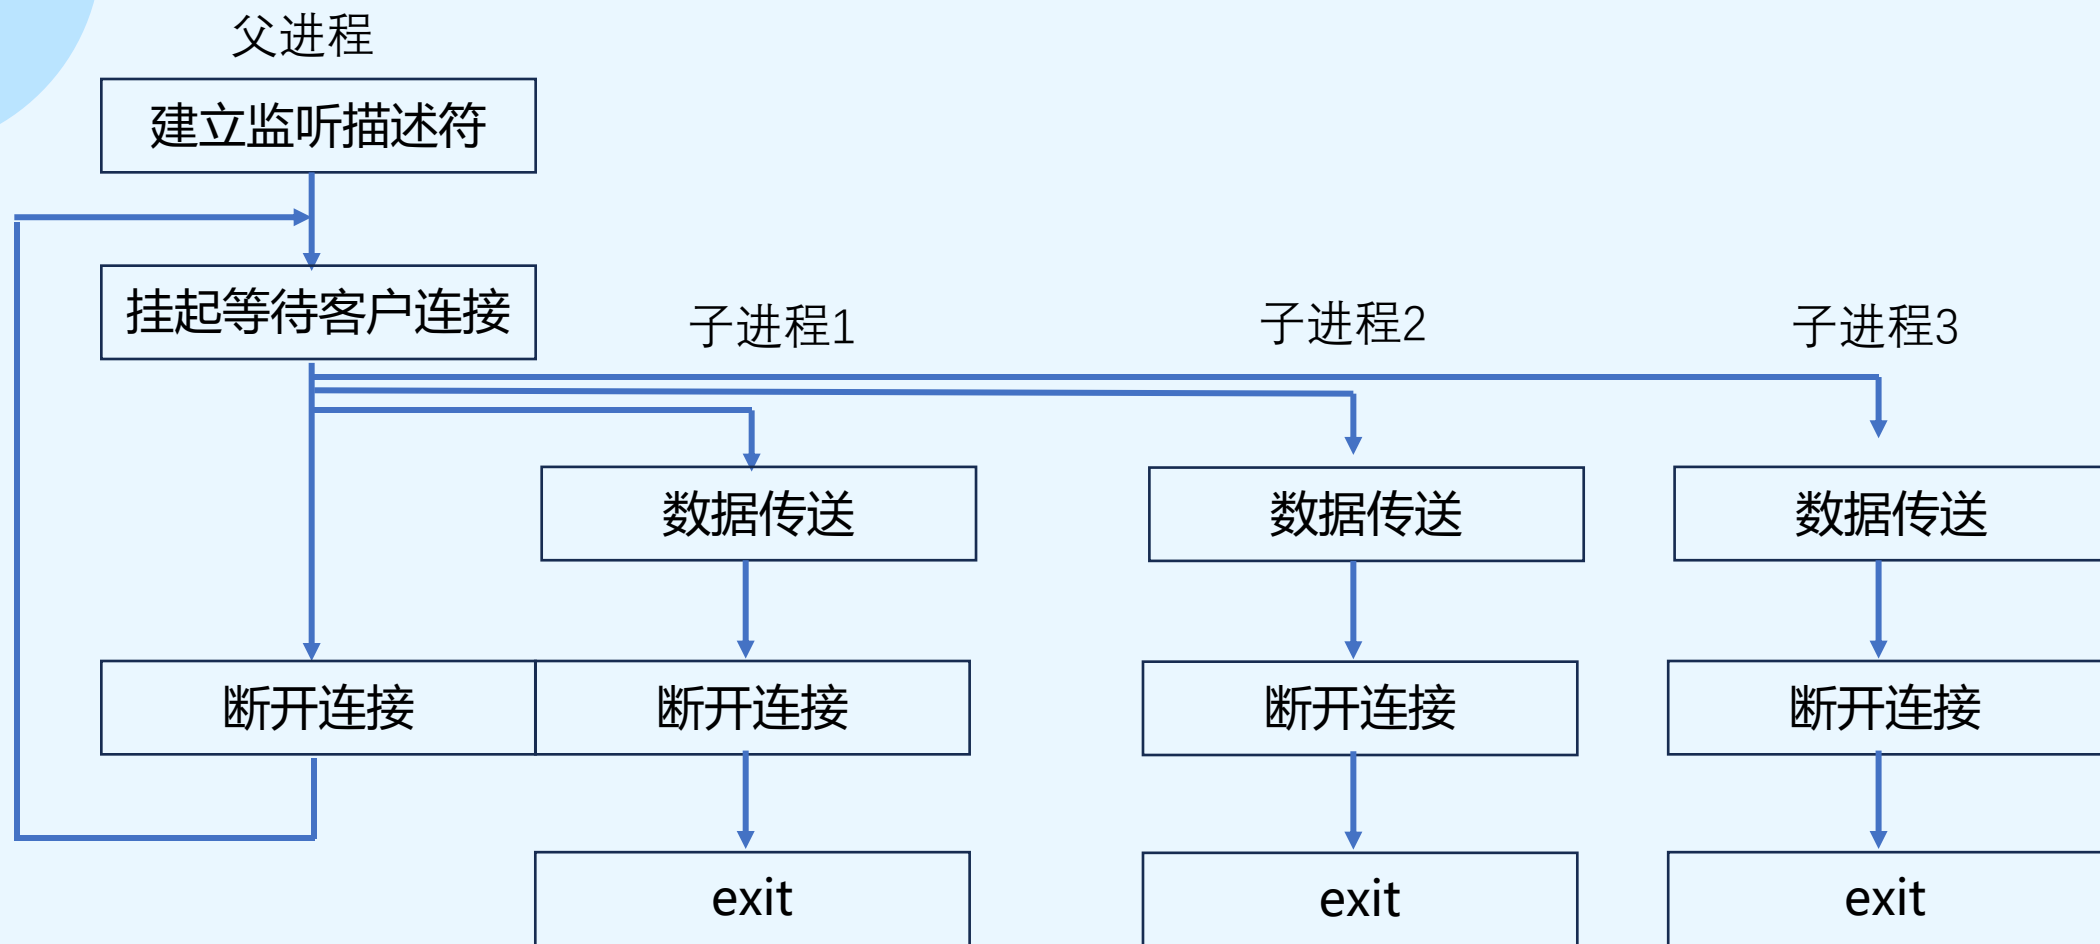 父进程
建立监听描述符
挂起等待客户连接
子进程1
子进程2
子进程3
数据传送
数据传送
数据传送
断开连接
断开连接
断开连接
断开连接
exit
exit
exit